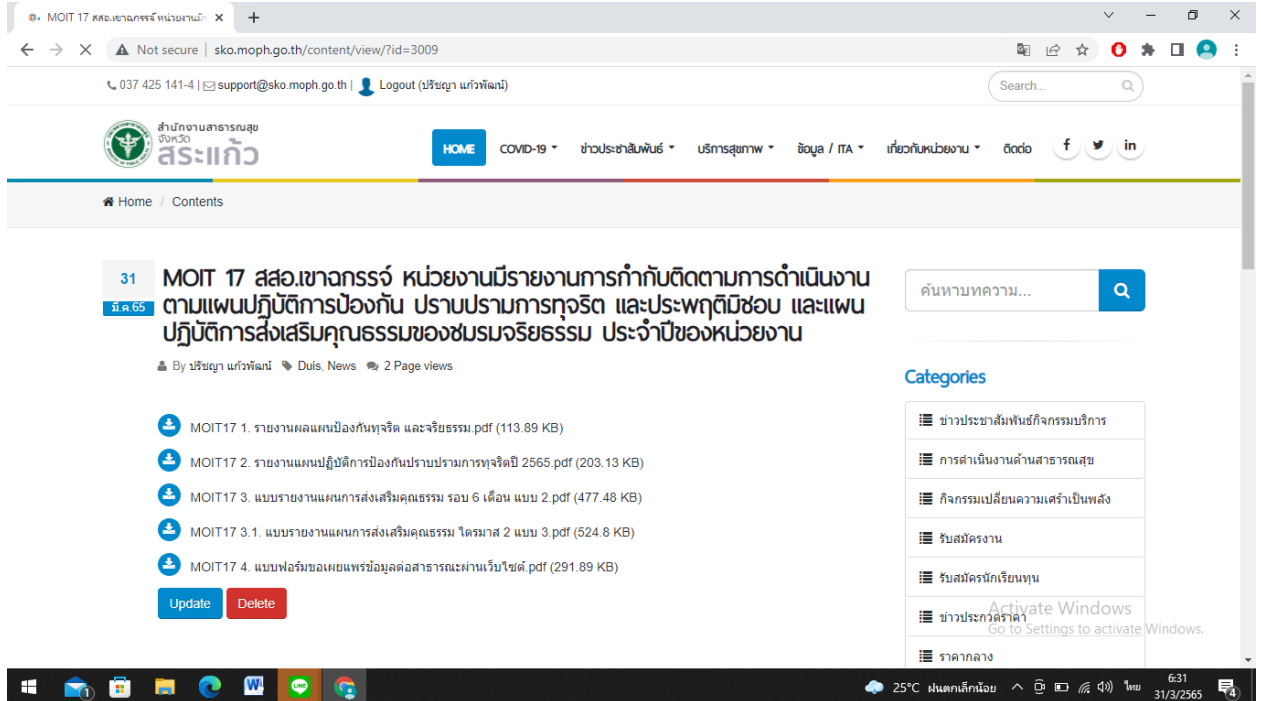 MOIT 17 สสอ.เขาฉกรรจ์ หน่วยงานมีก
Not secure | sko.moph.go.th/content/view/?id=3009
037 425 141-4 | support@sko.moph.go.th | Logout (ปรัชญา แก้วพัฒน์)
Search...
สำนักงานสาธารณสุข
จังหวัด
สระแก้ว
HOME COVID-19 ข่าวประชาสัมพันธ์ บริการสุขภาพ ข้อมูล / ITA เกี่ยวกับหน่วยงาน ติดต่อ
Home / Contents
31
มี.ค.65
MOIT 17 สสอ.เขาฉกรรจ์ หน่วยงานมีรายงานการกำกับติดตามการดำเนินงาน
ตามแผนปฏิบัติการป้องกัน ปราบปรามการทุจริต และประพฤติมิชอบ และแผน
ปฏิบัติการส่งเสริมคุณธรรมของชมรมจริยธรรม ประจำปีของหน่วยงาน
By ปรัชญา แก้วพัฒน์ Duis, News 2 Page views
MOIT17 1. รายงานผลแผนป้องกันทุจริต และจริยธรรม.pdf (113.89 KB)
MOIT17 2. รายงานแผนปฏิบัติการป้องกันปราบปรามการทุจริตปี 2565.pdf (203.13 KB)
MOIT17 3. แบบรายงานแผนการส่งเสริมคุณธรรม รอบ 6 เดือน แบบ 2.pdf (477.48 KB)
MOIT17 3.1. แบบรายงานแผนการส่งเสริมคุณธรรม ไตรมาส 2 แบบ 3.pdf (524.8 KB)
MOIT17 4. แบบฟอร์มขอเผยแพร่ข้อมูลต่อสาธารณะผ่านเว็บไซต์.pdf (291.89 KB)
Update Delete
ค้นหาบทความ...
Categories
ข่าวประชาสัมพันธ์กิจกรรมบริการ
การดำเนินงานด้านสาธารณสุข
กิจกรรมเปลี่ยนความเศร้าเป็นพลัง
รับสมัครงาน
รับสมัครนักเรียนทุน
ข่าวประกวดราคา
ราคากลาง
Activate Windows
Go to Settings to activate Windows.
25°C ฝนตกเล็กน้อย ไทย 6:31
31/3/2565